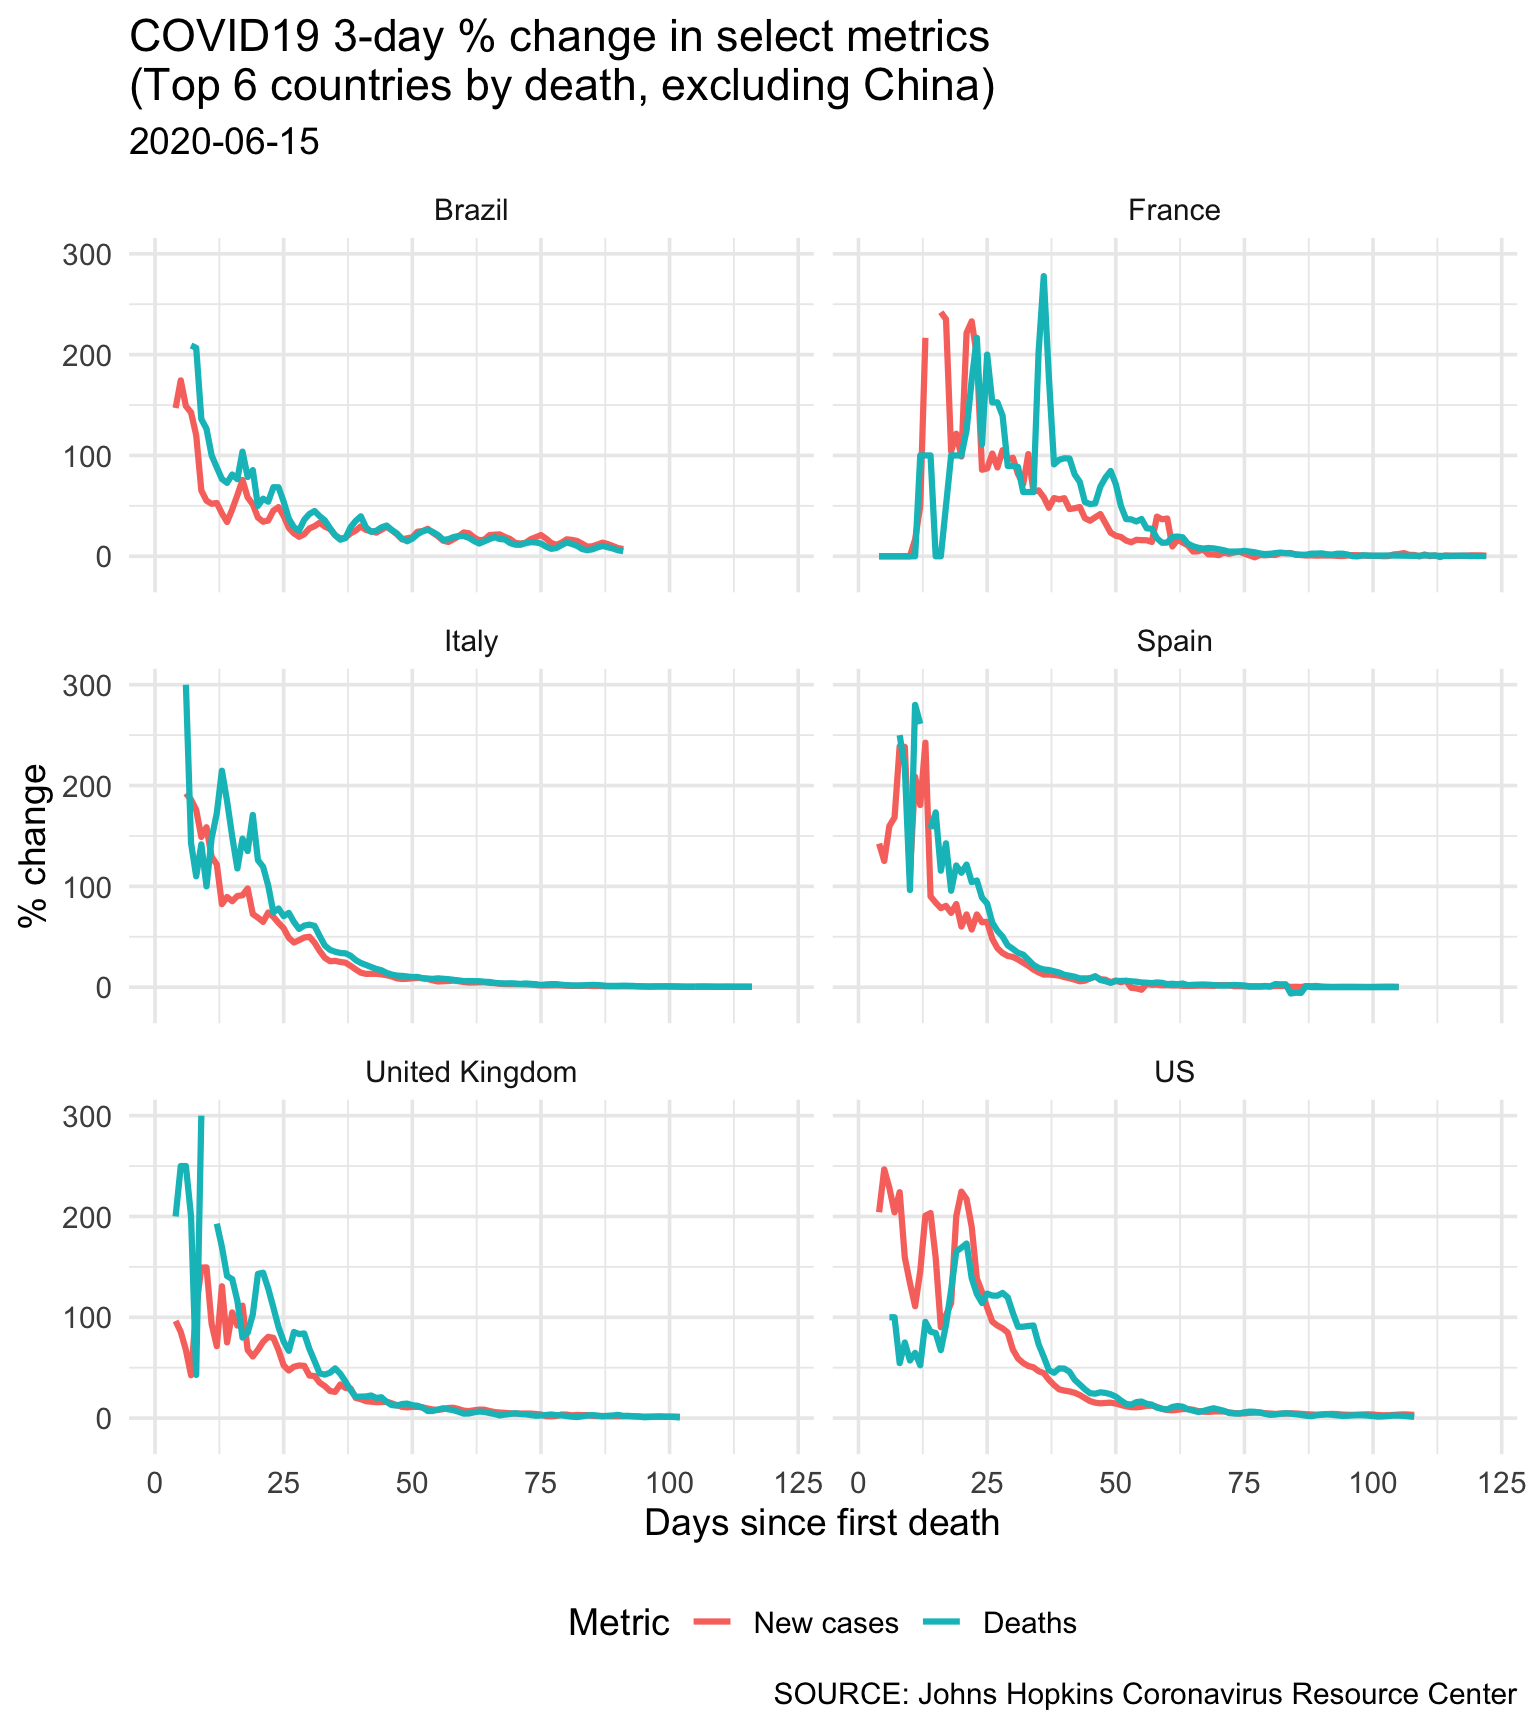 COVID19 3-day % change in select metrics
(Top 6 countries by death, excluding China)
2020-06-15
Brazil
France
300
200
100
0
Italy
Spain
300
200
100
0
% change
United Kingdom
US
300
200
100
0
0 25 50 75 100 125 0 25 50 75 100 125
Days since first death
Metric New cases Deaths
SOURCE: Johns Hopkins Coronavirus Resource Center